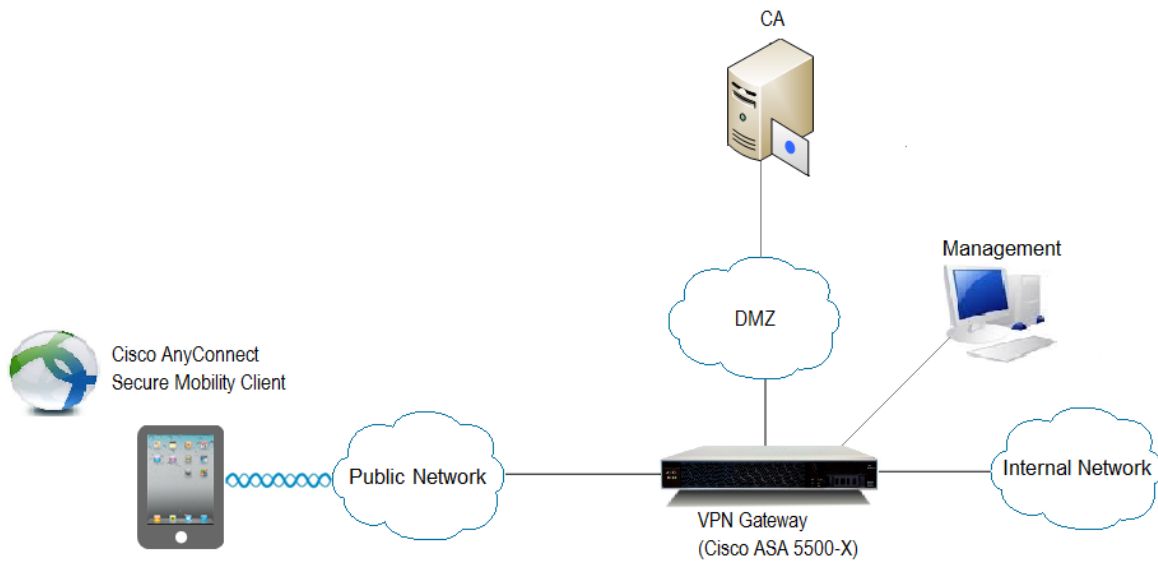 CA
Management
DMZ
Cisco AnyConnect
Secure Mobility Client
Public Network
Internal Network
VPN Gateway
(Cisco ASA 5500-X)